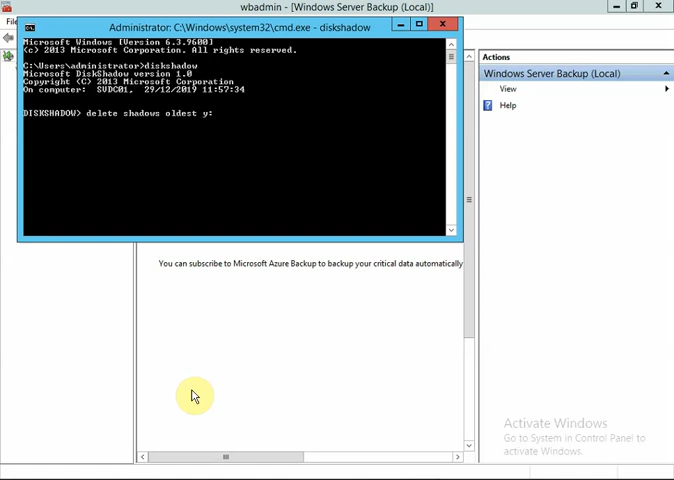 wbadmin - [Windows Server Backup (Local)]
Administrator: C:\Windows\system32\cmd.exe - diskshadow
Microsoft Windows [Version 6.3.9600]
(c) 2013 Microsoft Corporation. All rights reserved.
C:\Users\administrator>diskshadow
Microsoft DiskShadow version 1.0
Copyright (C) 2013 Microsoft Corporation
On computer:  SVDC01,  29/12/2019 11:57:34
DISKSHADOW> delete shadows oldest y:
You can subscribe to Microsoft Azure Backup to backup your critical data automatically
Actions
Windows Server Backup (Local)
View
Help
Activate Windows
Go to System in Control Panel to
activate Windows.